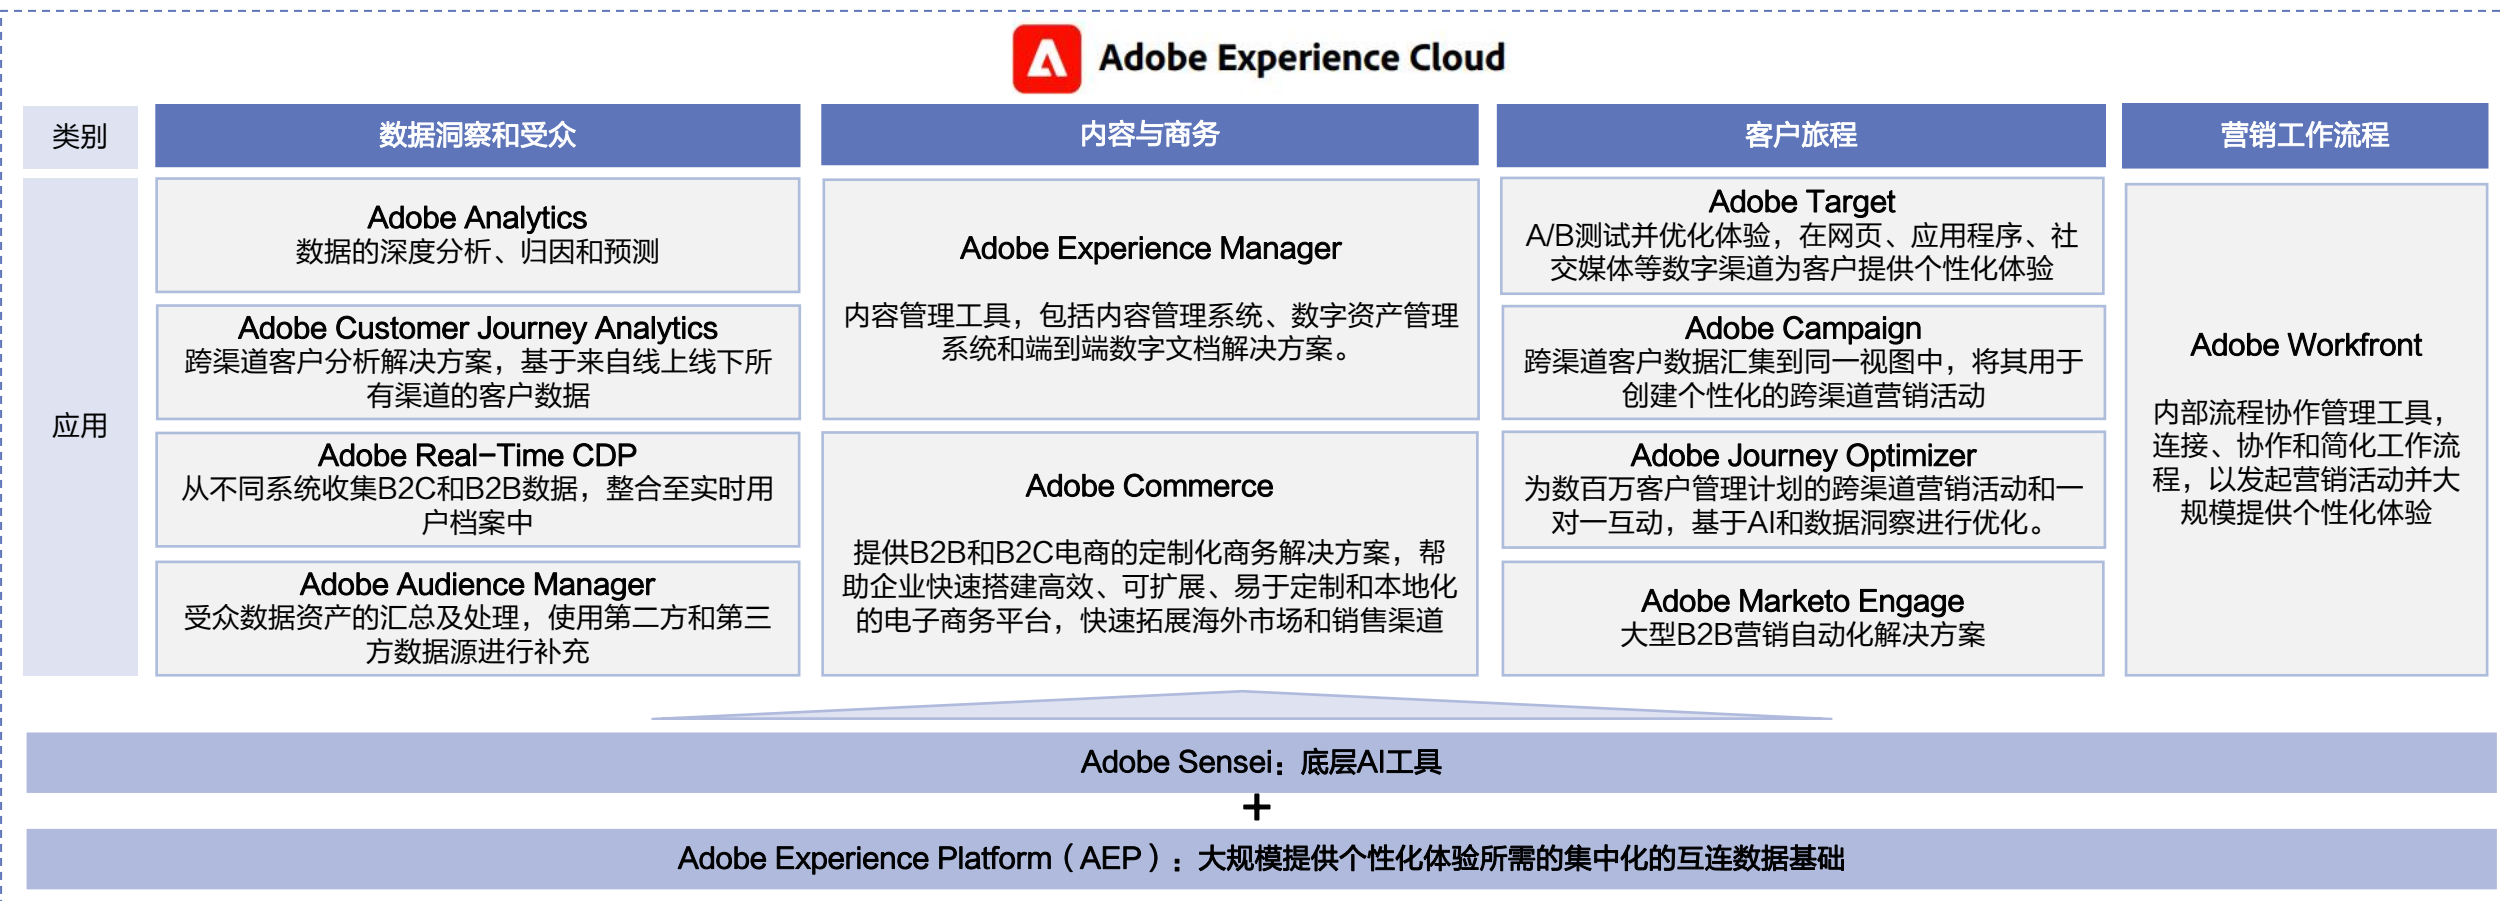 Adobe Experience Cloud
类别
数据洞察和受众
内容与商务
客户旅程
营销工作流程
应用
Adobe Analytics
数据的深度分析、归因和预测
Adobe Customer Journey Analytics
跨渠道客户分析解决方案，基于来自线上线下所
有渠道的客户数据
Adobe Real-Time CDP
从不同系统收集B2C和B2B数据，整合至实时用
户档案中
Adobe Audience Manager
受众数据资产的汇总及处理，使用第二方和第三
方数据源进行补充
Adobe Experience Manager
内容管理工具，包括内容管理系统、数字资产管理
系统和端到端数字文档解决方案。
Adobe Commerce
提供B2B和B2C电商的定制化商务解决方案，帮
助企业快速搭建高效、可扩展、易于定制和本地化
的电子商务平台，快速拓展海外市场和销售渠道
Adobe Target
A/B测试并优化体验，在网页、应用程序、社
交媒体等数字渠道为客户提供个性化体验
Adobe Campaign
跨渠道客户数据汇集到同一视图中，将其用于
创建个性化的跨渠道营销活动
Adobe Journey Optimizer
为数百万客户管理计划的跨渠道营销活动和一
对一互动，基于AI和数据洞察进行优化。
Adobe Marketo Engage
大型B2B营销自动化解决方案
Adobe Workfront
内部流程协作管理工具，
连接、协作和简化工作流
程，以发起营销活动并大
规模提供个性化体验
Adobe Sensei：底层AI工具
+
Adobe Experience Platform（AEP）：大规模提供个性化体验所需的集中化的互连数据基础